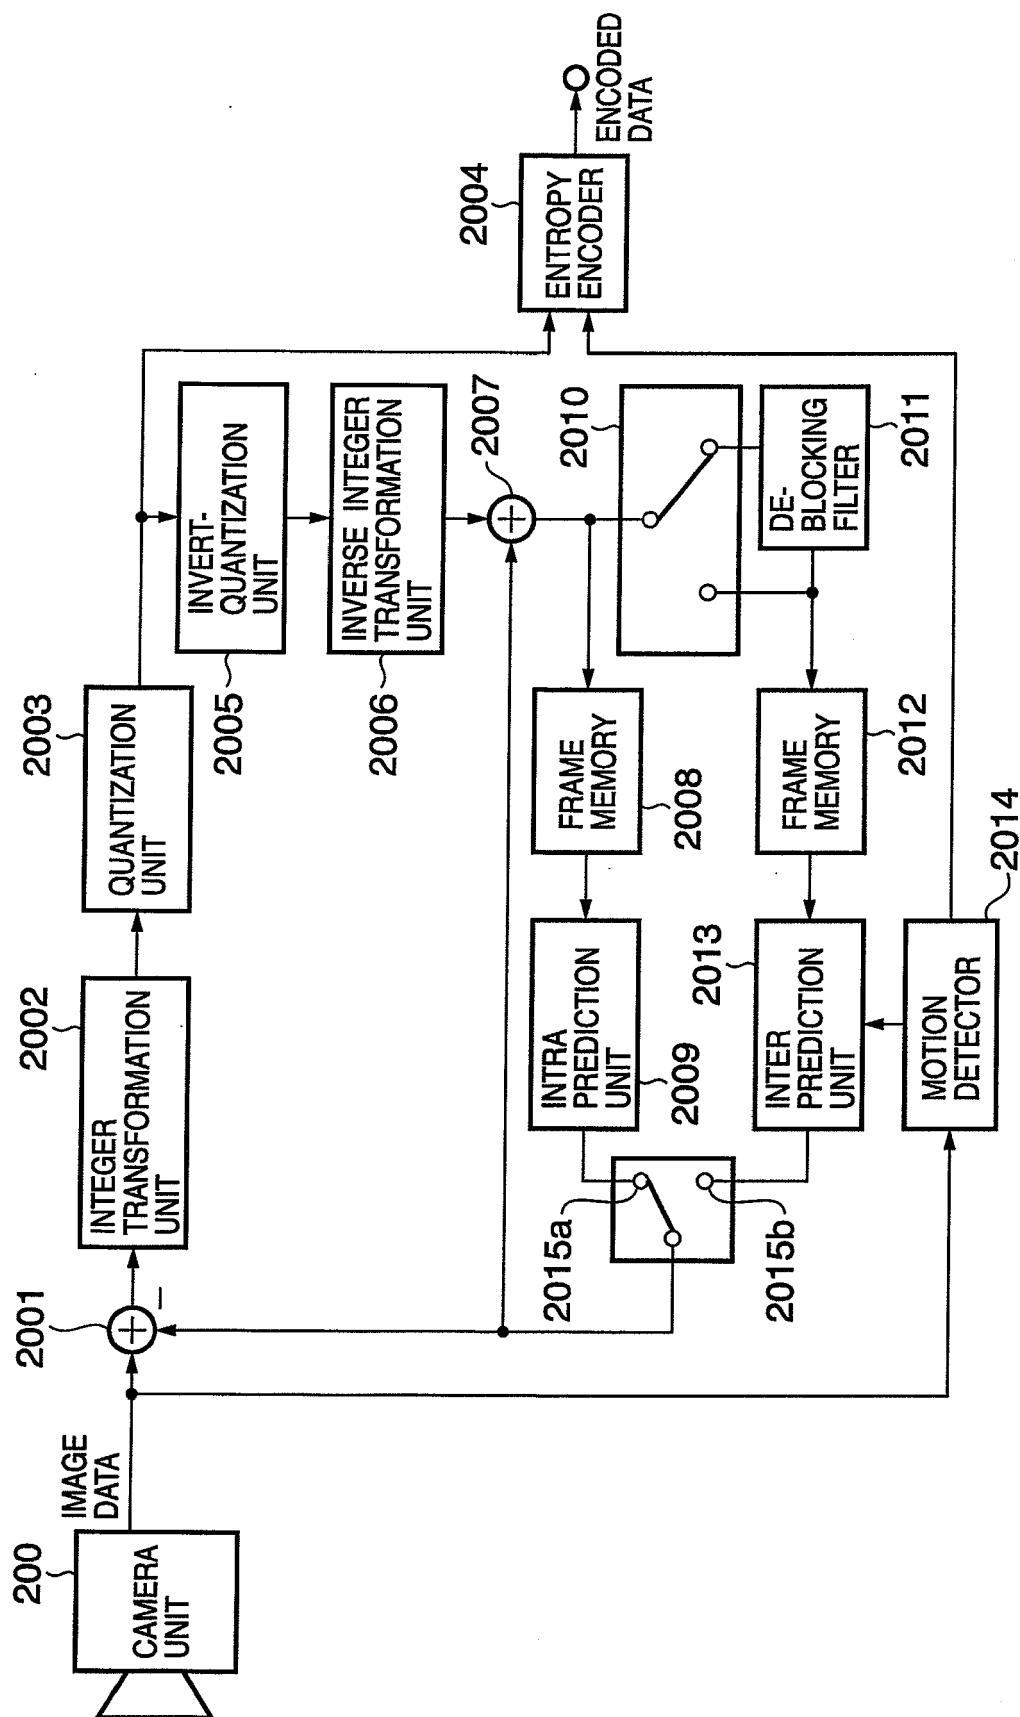 200
CAMERA
UNIT
IMAGE
DATA
2001
−
2002
INTEGER
TRANSFORMATION
UNIT
2003
QUANTIZATION
UNIT
2005
INVERT-
QUANTIZATION
UNIT
2006
INVERSE INTEGER
TRANSFORMATION
UNIT
2007
2004
ENTROPY
ENCODER
ENCODED
DATA
2010
DE-
BLOCKING
FILTER
2011
FRAME
MEMORY
2008
FRAME
MEMORY
2012
INTRA
PREDICTION
UNIT
2009
2013
INTER
PREDICTION
UNIT
2014
MOTION
DETECTOR
2015a
2015b